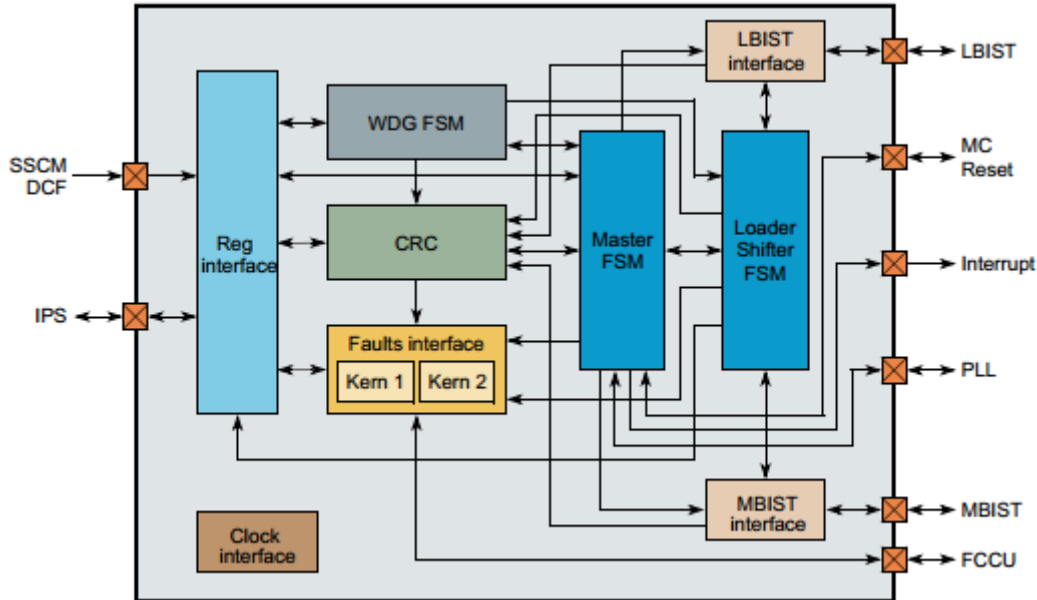 LBIST
interface
LBIST
WDG FSM
MC
Reset
SSCM
DCF
Reg
interface
CRC
Master
FSM
Loader
Shifter
FSM
Interrupt
IPS
Faults interface
Kern 1
Kern 2
PLL
MBIST
interface
MBIST
Clock
interface
FCCU